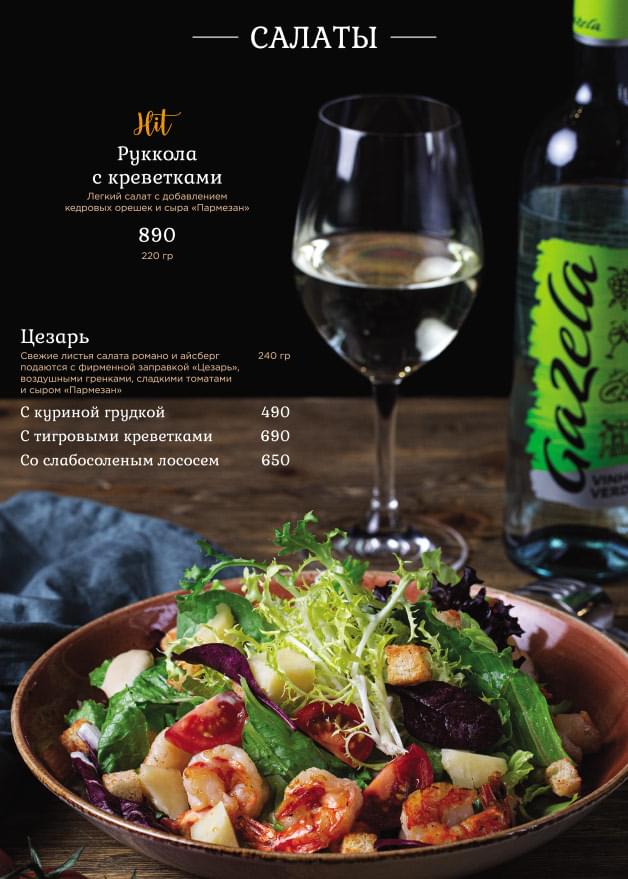 САЛАТЫ
Hit
Руккола
с креветками
Легкий салат с добавлением
кедровых орешек и сыра «Пармезан»
890
220 гр
Цезарь
Свежие листья салата романо и айсберг 240 гр
подаются с фирменной заправкой «Цезарь»,
воздушными гренками, сладкими томатами
и сыром «Пармезан»
С куриной грудкой 490
С тигровыми креветками 690
Со слабосоленым лососем 650
Gazela
VINHO
VERD